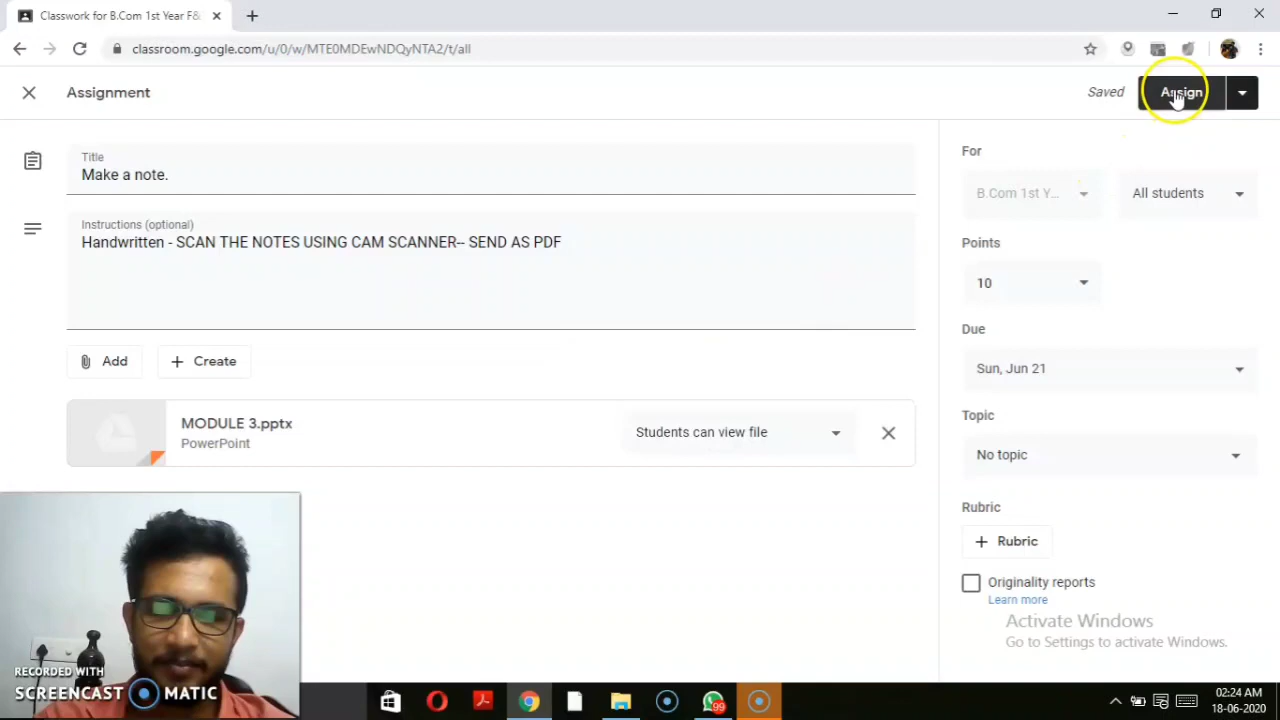 Classwork for B.Com 1st Year F&
classroom.google.com/u/0/w/MTE0MDEwNDQyNTA2/t/all
Assignment
Saved
Assign
Title
Make a note.
Instructions (optional)
Handwritten - SCAN THE NOTES USING CAM SCANNER-- SEND AS PDF
Add
Create
MODULE 3.pptx
PowerPoint
Students can view file
For
B.Com 1st Y...
All students
Points
10
Due
Sun, Jun 21
Topic
No topic
Rubric
Rubric
Originality reports
Learn more
Activate Windows
Go to Settings to activate Windows.
RECORDED WITH
SCREENCAST MATIC
99
02:24 AM
18-06-2020